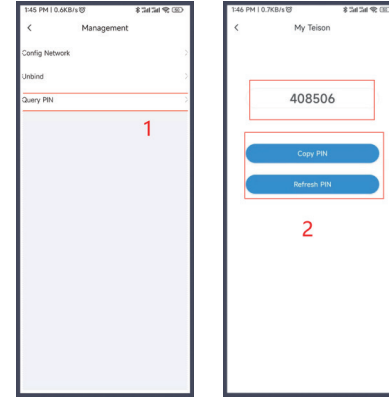 1:45 PM | 0.6KB/s
Management
Config Network
Unbind
Query PIN
1
1:46 PM | 0.7KB/s
My Teison
408506
Copy PIN
Refresh PIN
2